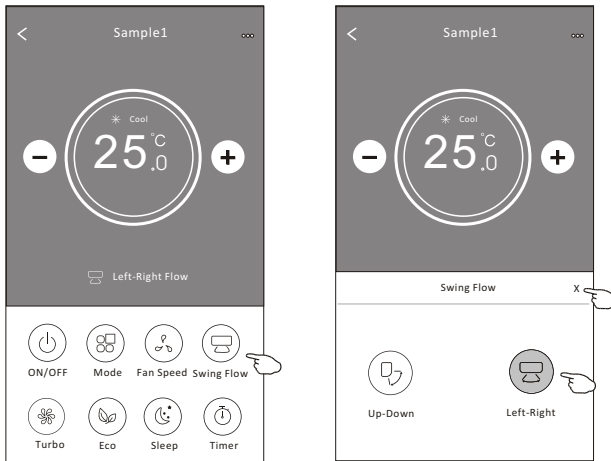 Sample1
Cool
25.0°C
Left-Right Flow
ON/OFF Mode Fan Speed Swing Flow
Turbo Eco Sleep Timer
Sample1
Cool
25.0°C
Swing Flow X
Up-Down Left-Right